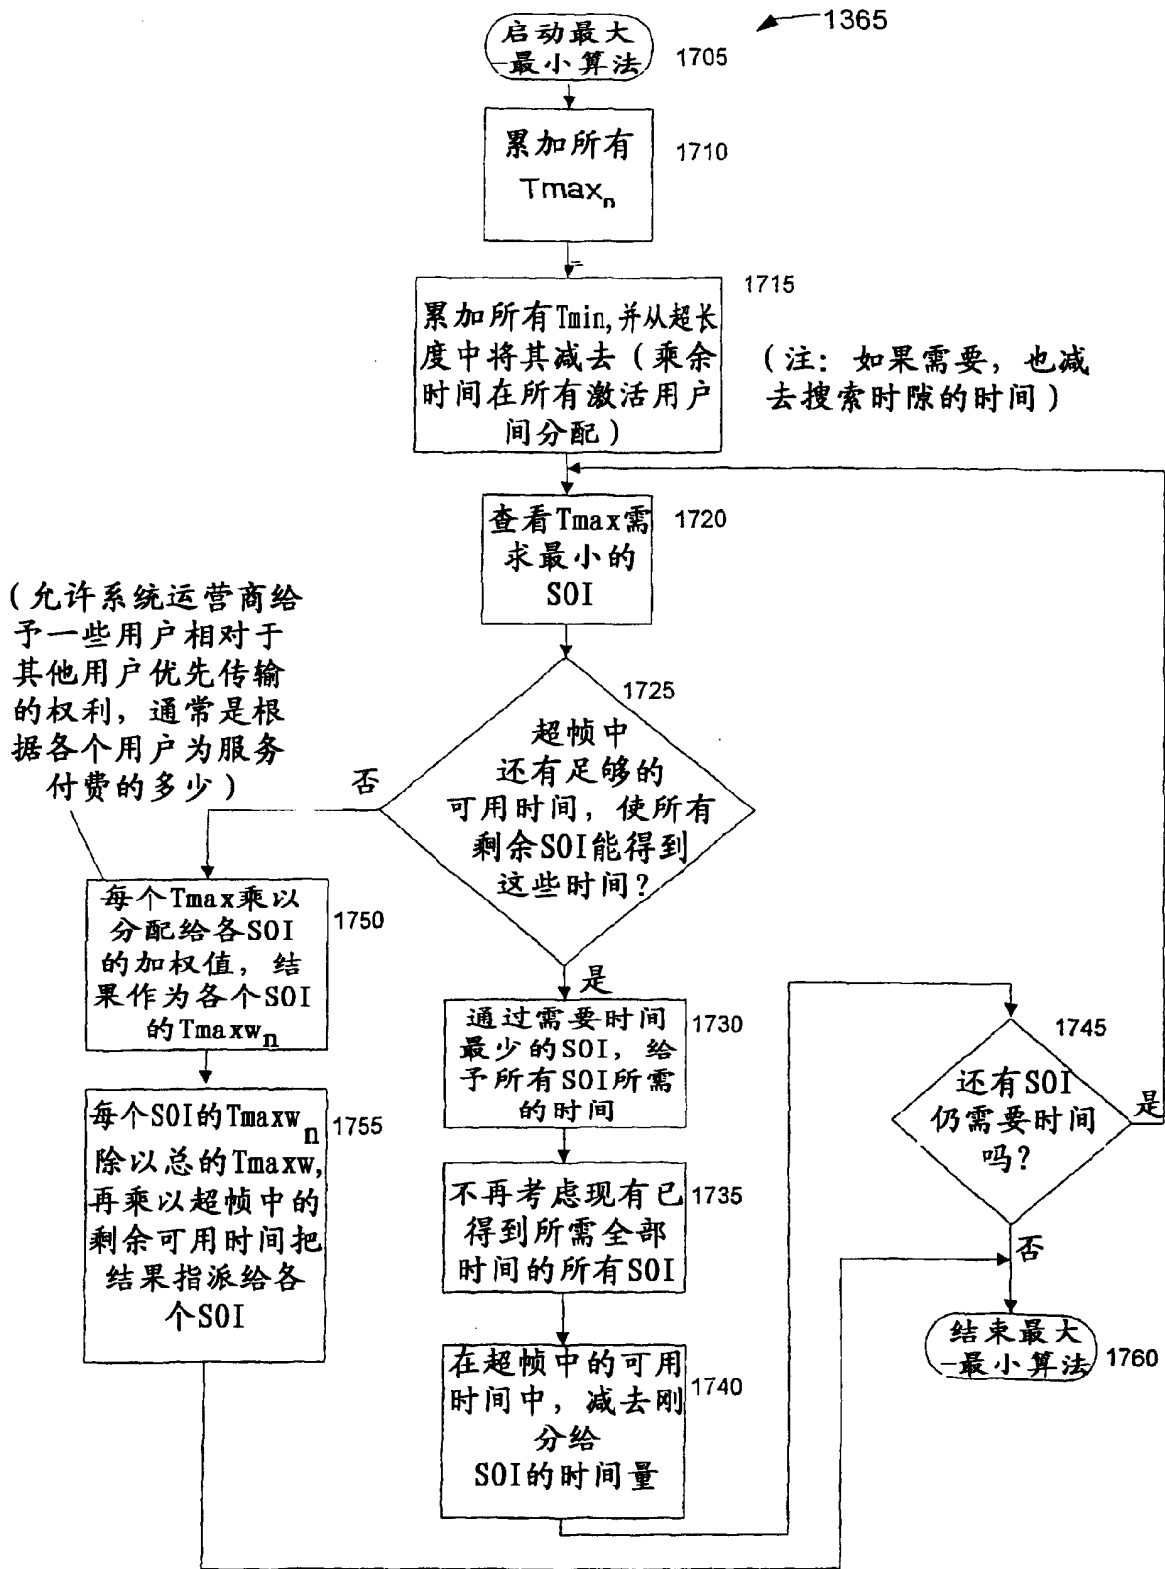 1365
启动最大
—最小算法
1705
累加所有
Tmaxn
1710
1715
累加所有Tmin,并从超长
度中将其减去(乘余
时间在所有激活用户
间分配)
(注:如果需要,也减
去搜索时隙的时间)
查看Tmax需
求最小的
SOI
1720
(允许系统运营商给
予一些用户相对于
其他用户优先传输
的权利,通常是根
据各个用户为服务
付费的多少)
1725
超帧中
还有足够的
可用时间,使所有
剩余SOI能得到
这些时间?
否
是
每个Tmax乘以
分配给各SOI
的加权值,结
果作为各个SOI
的Tmaxwn
1750
每个SOI的Tmaxwn
除以总的Tmaxw,
再乘以超帧中的
剩余可用时间把
结果指派给各
个SOI
1755
通过需要时间
最少的SOI,给
予所有SOI所需
的时间
1730
不再考虑现有已
得到所需全部
时间的所有SOI
1735
在超帧中的可用
时间中,减去刚
分给
SOI的时间量
1740
1745
还有SOI
仍需要时间
吗?
是
否
结束最大
—最小算法
1760